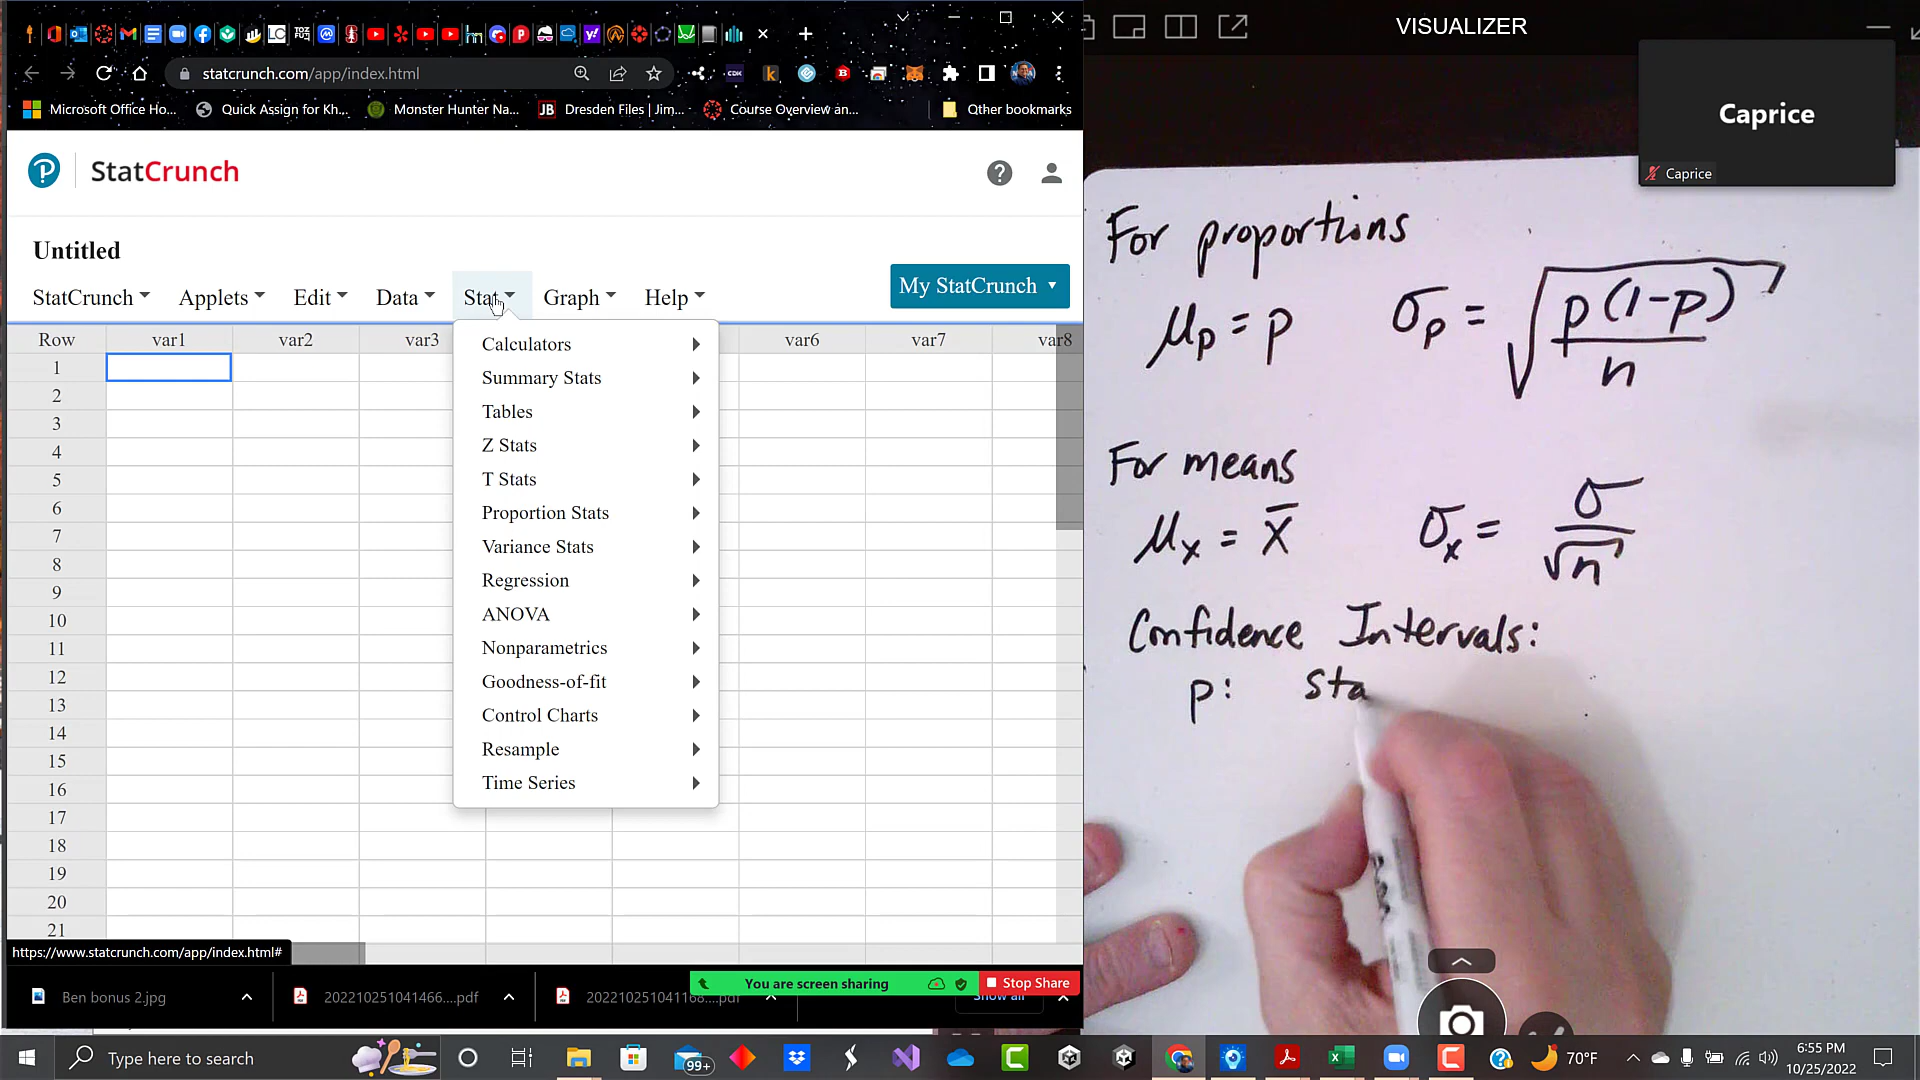 VISUALIZER
statcrunch.com/app/index.html
Microsoft Office Ho...
Quick Assign for Kh...
Monster Hunter Na...
Dresden Files | Jim...
Course Overview an...
Other bookmarks
Caprice
Caprice
StatCrunch
Untitled
StatCrunch Applets Edit Data Stat Graph Help
My StatCrunch
Row var1 var2 var3 var6 var7 var8
1
2
3
4
5
6
7
8
9
10
11
12
13
14
15
16
17
18
19
20
21
Calculators
Summary Stats
Tables
Z Stats
T Stats
Proportion Stats
Variance Stats
Regression
ANOVA
Nonparametrics
Goodness-of-fit
Control Charts
Resample
Time Series
For proportions
μp = p σp = √(p(1-p)/n)
For means
μx = x̄ σx = σ/√n
Confidence Intervals:
p: sta
https://www.statcrunch.com/app/index.html#
You are screen sharing
Stop Share
Ben bonus 2.jpg
202210251041466....pdf
202210251041168....pdf
Show all
Type here to search
99+
70°F
6:55 PM
10/25/2022